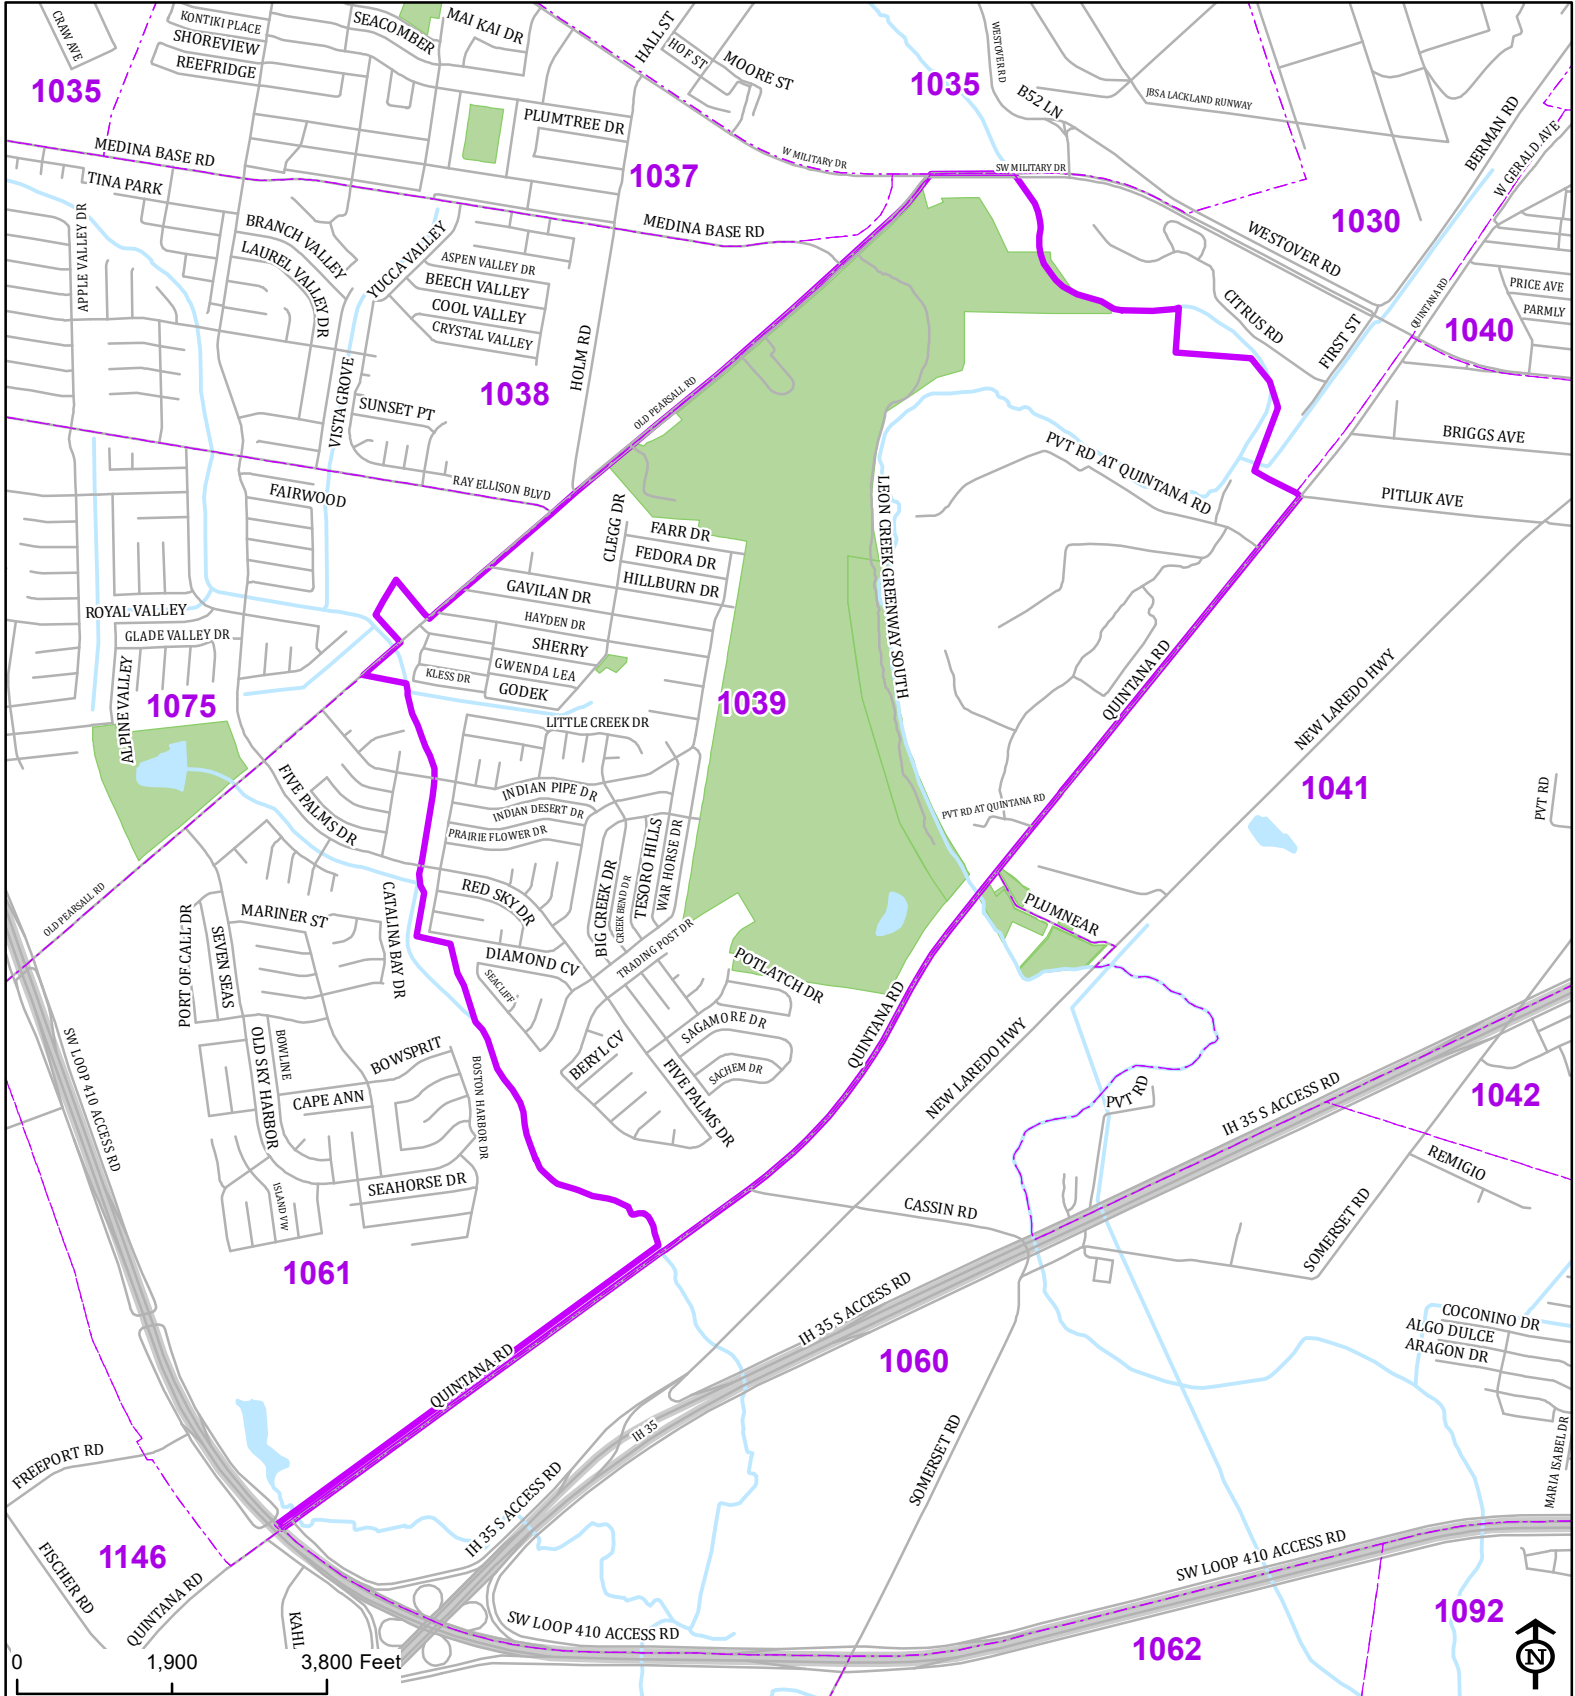 CRAW AVE
KONTIKI PLACE
SHOREVIEW
REEFRIDGE
SEACOMBER
MAI KAI DR
HALL ST
HOF ST
MOORE ST
WESTOVER RD
B52 LN
JBSA LACKLAND RUNWAY
BERMAN RD
W GERALD AVE
1035
1035
PLUMTREE DR
MEDINA BASE RD
W MILITARY DR
SW MILITARY DR
1037
TINA PARK
APPLE VALLEY DR
BRANCH VALLEY
LAUREL VALLEY DR
YUCCA VALLEY
MEDINA BASE RD
ASPEN VALLEY DR
BEECH VALLEY
COOL VALLEY
CRYSTAL VALLEY
1030
WESTOVER RD
CITRUS RD
FIRST ST
QUINTANA RD
PRICE AVE
PARMLY
1040
VISTA GROVE
HOLM RD
1038
SUNSET PT
OLD PEARSALL RD
RAY ELLISON BLVD
BRIGGS AVE
PVT RD AT QUINTANA RD
PITLUK AVE
FAIRWOOD
CLEGG DR
FARR DR
FEDORA DR
HILLBURN DR
LEON CREEK GREENWAY SOUTH
GAVILAN DR
HAYDEN DR
SHERRY
GWENDA LEA
GODEK
KLESS DR
ROYAL VALLEY
GLADE VALLEY DR
ALPINE VALLEY
1075
1039
QUINTANA RD
NEW LAREDO HWY
LITTLE CREEK DR
INDIAN PIPE DR
INDIAN DESERT DR
PRAIRIE FLOWER DR
FIVE PALMS DR
1041
PVT RD
PVT RD AT QUINTANA RD
BIG CREEK DR
CREEK BEND DR
TESORO HILLS
WAR HORSE DR
OLD PEARSALL RD
RED SKY DR
PLUMNEAR
PORT OF CALL DR
SEVEN SEAS
MARINER ST
CATALINA BAY DR
DIAMOND CV
SEACLIFF
TRADING POST DR
POTLATCH DR
SW LOOP 410 ACCESS RD
OLD SKY HARBOR
BOWLINE
BOWSPRIT
CAPE ANN
BOSTON HARBOR DR
BERYL CV
SAGAMORE DR
SACHEM DR
FIVE PALMS DR
QUINTANA RD
NEW LAREDO HWY
PVT RD
IH 35 S ACCESS RD
1042
REMIGIO
SEAHORSE DR
ISLAND VW
CASSIN RD
SOMERSET RD
1061
IH 35 S ACCESS RD
COCONINO DR
ALGO DULCE
ARAGON DR
QUINTANA RD
1060
IH 35
SOMERSET RD
MARIA ISABEL DR
FREEPORT RD
IH 35 S ACCESS RD
1146
FISCHER RD
QUINTANA RD
KAHL
SW LOOP 410 ACCESS RD
SW LOOP 410 ACCESS RD
1062
1092
N
0 1,900 3,800 Feet